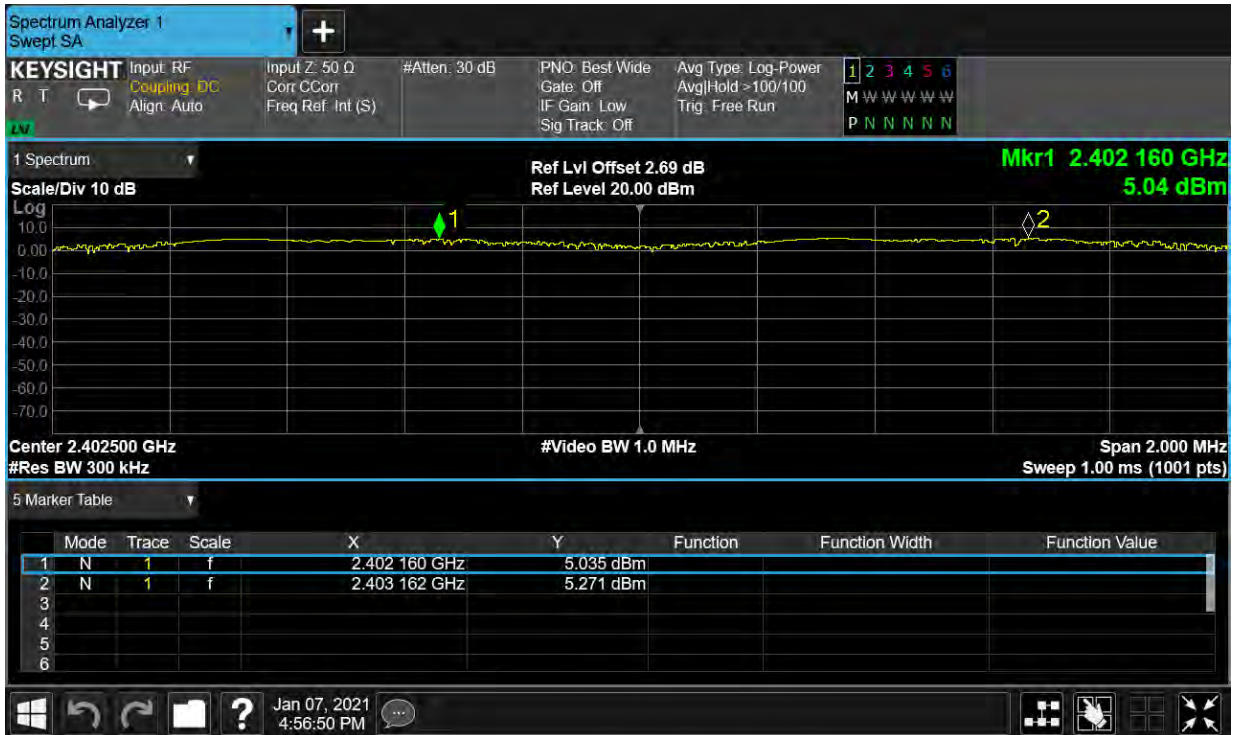 Spectrum Analyzer 1
Swept SA
+
KEYSIGHT Input: RF Input Z: 50 Ω #Atten: 30 dB PNO: Best Wide Avg Type: Log-Power 1 2 3 4 5 6
R T Coupling: DC Corr CCorr Gate: Off Avg|Hold >100/100 M W W W W W
Align: Auto Freq Ref: Int (S) IF Gain: Low Trig: Free Run
Sig Track: Off P N N N N N
LXI
1 Spectrum Ref Lvl Offset 2.69 dB Mkr1 2.402 160 GHz
Scale/Div 10 dB Ref Level 20.00 dBm 5.04 dBm
Log
1 2
10.0
0.00
-10.0
-20.0
-30.0
-40.0
-50.0
-60.0
-70.0
Center 2.402500 GHz #Video BW 1.0 MHz Span 2.000 MHz
#Res BW 300 kHz Sweep 1.00 ms (1001 pts)
5 Marker Table
Mode Trace Scale X Y Function Function Width Function Value
1 N 1 f 2.402 160 GHz 5.035 dBm
2 N 1 f 2.403 162 GHz 5.271 dBm
3
4
5
6
? Jan 07, 2021
4:56:50 PM